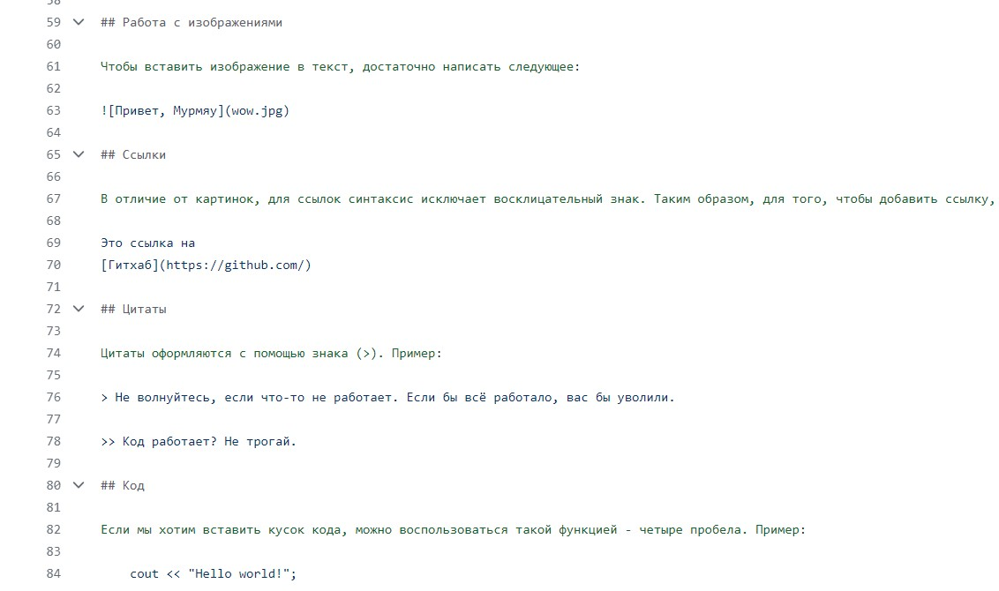 59 ## Работа с изображениями
60
61 Чтобы вставить изображение в текст, достаточно написать следующее:
62
63 ![Привет, Мурмяу](wow.jpg)
64
65 ## Ссылки
66
67 В отличие от картинок, для ссылок синтаксис исключает восклицательный знак. Таким образом, для того, чтобы добавить ссылку,
68
69 Это ссылка на
70 [Гитхаб](https://github.com/)
71
72 ## Цитаты
73
74 Цитаты оформляются с помощью знака (>). Пример:
75
76 > Не волнуйтесь, если что-то не работает. Если бы всё работало, вас бы уволили.
77
78 >> Код работает? Не трогай.
79
80 ## Код
81
82 Если мы хотим вставить кусок кода, можно воспользоваться такой функцией - четыре пробела. Пример:
83
84     cout << "Hello world!";